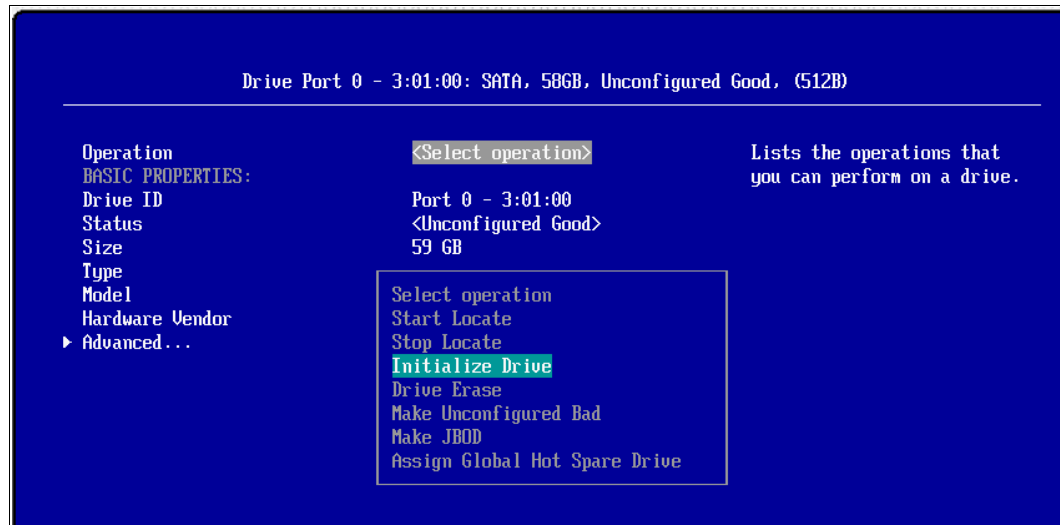 Drive Port 0 - 3:01:00: SATA, 58GB, Unconfigured Good, (512B)
Operation <Select operation> Lists the operations that
BASIC PROPERTIES: you can perform on a drive.
Drive ID Port 0 - 3:01:00
Status <Unconfigured Good>
Size 59 GB
Type
Model Select operation
Hardware Vendor Start Locate
Advanced... Stop Locate
Initialize Drive
Drive Erase
Make Unconfigured Bad
Make JBOD
Assign Global Hot Spare Drive